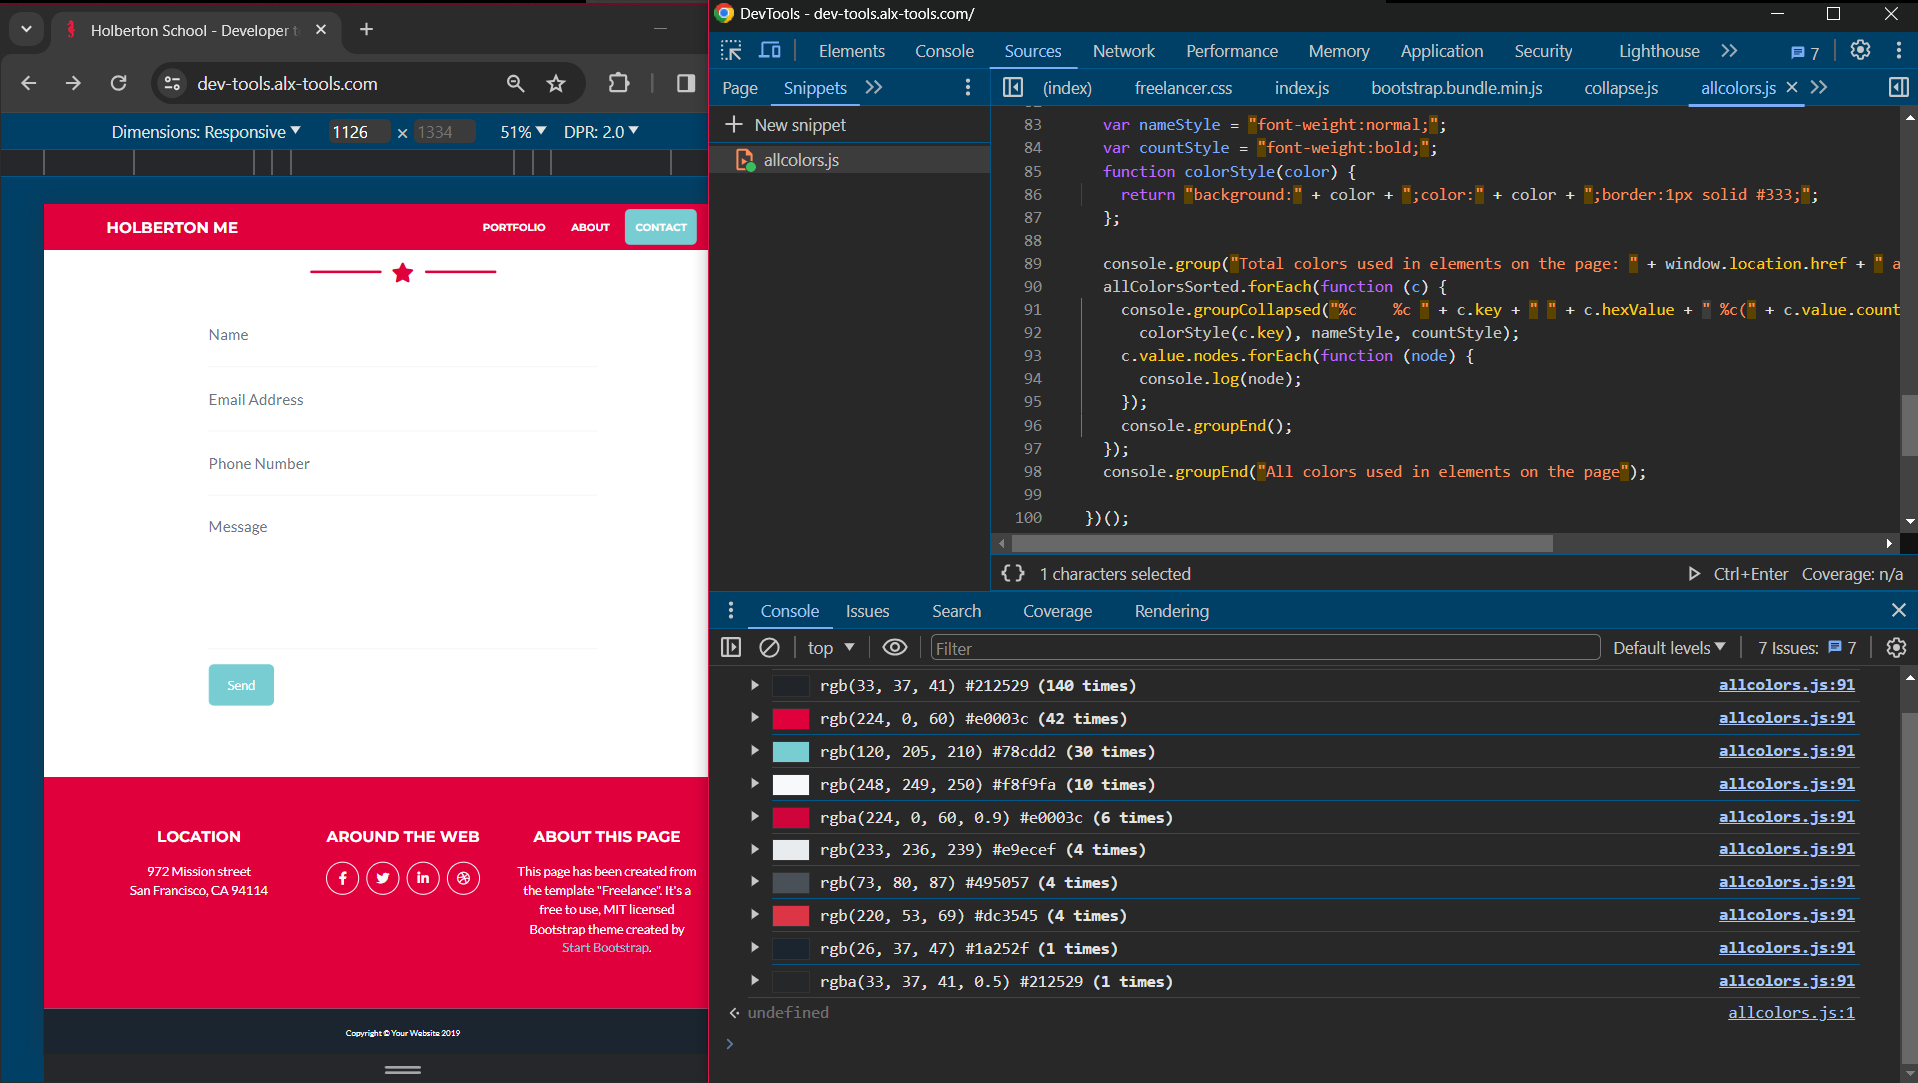 Holberton School - Developer t
dev-tools.alx-tools.com
Dimensions: Responsive
1126 × 1334
51%
DPR: 2.0
HOLBERTON ME
PORTFOLIO
ABOUT
CONTACT
Name
Email Address
Phone Number
Message
Send
LOCATION
972 Mission street
San Francisco, CA 94114
AROUND THE WEB
ABOUT THIS PAGE
This page has been created from
the template "Freelance". It's a
free to use, MIT licensed
Bootstrap theme created by
Start Bootstrap.
Copyright © Your Website 2019
DevTools - dev-tools.alx-tools.com/
Elements Console Sources Network Performance Memory Application Security Lighthouse 7
Page Snippets
(index) freelancer.css index.js bootstrap.bundle.min.js collapse.js allcolors.js
New snippet
allcolors.js
83 var nameStyle = "font-weight:normal;";
84 var countStyle = "font-weight:bold;";
85 function colorStyle(color) {
86 return "background:" + color + ";color:" + color + ";border:1px solid #333;";
87 };
88
89 console.group("Total colors used in elements on the page: " + window.location.href + " a
90 allColorsSorted.forEach(function (c) {
91 console.groupCollapsed("%c    %c " + c.key + " " + c.hexValue + " %c(" + c.value.count
92 colorStyle(c.key), nameStyle, countStyle);
93 c.value.nodes.forEach(function (node) {
94 console.log(node);
95 });
96 console.groupEnd();
97 });
98 console.groupEnd("All colors used in elements on the page");
99
100 })();
{} 1 characters selected
Ctrl+Enter Coverage: n/a
Console Issues Search Coverage Rendering
top Filter Default levels 7 Issues: 7
rgb(33, 37, 41) #212529 (140 times) allcolors.js:91
rgb(224, 0, 60) #e0003c (42 times) allcolors.js:91
rgb(120, 205, 210) #78cdd2 (30 times) allcolors.js:91
rgb(248, 249, 250) #f8f9fa (10 times) allcolors.js:91
rgba(224, 0, 60, 0.9) #e0003c (6 times) allcolors.js:91
rgb(233, 236, 239) #e9ecef (4 times) allcolors.js:91
rgb(73, 80, 87) #495057 (4 times) allcolors.js:91
rgb(220, 53, 69) #dc3545 (4 times) allcolors.js:91
rgb(26, 37, 47) #1a252f (1 times) allcolors.js:91
rgba(33, 37, 41, 0.5) #212529 (1 times) allcolors.js:91
undefined allcolors.js:1